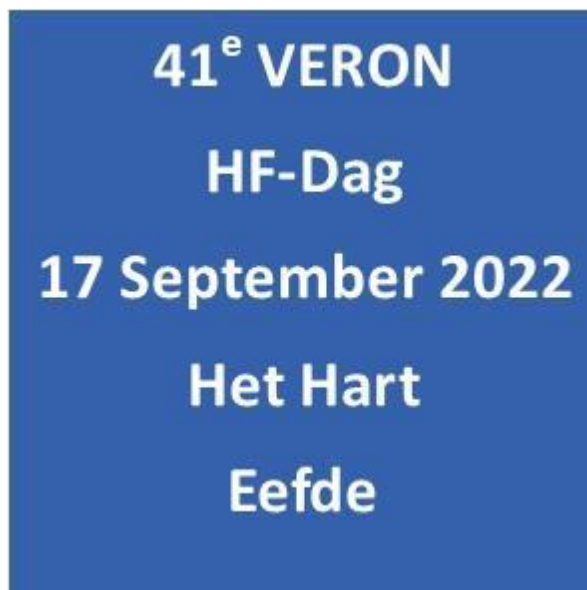 41e VERON
HF-Dag
17 September 2022
Het Hart
Eefde